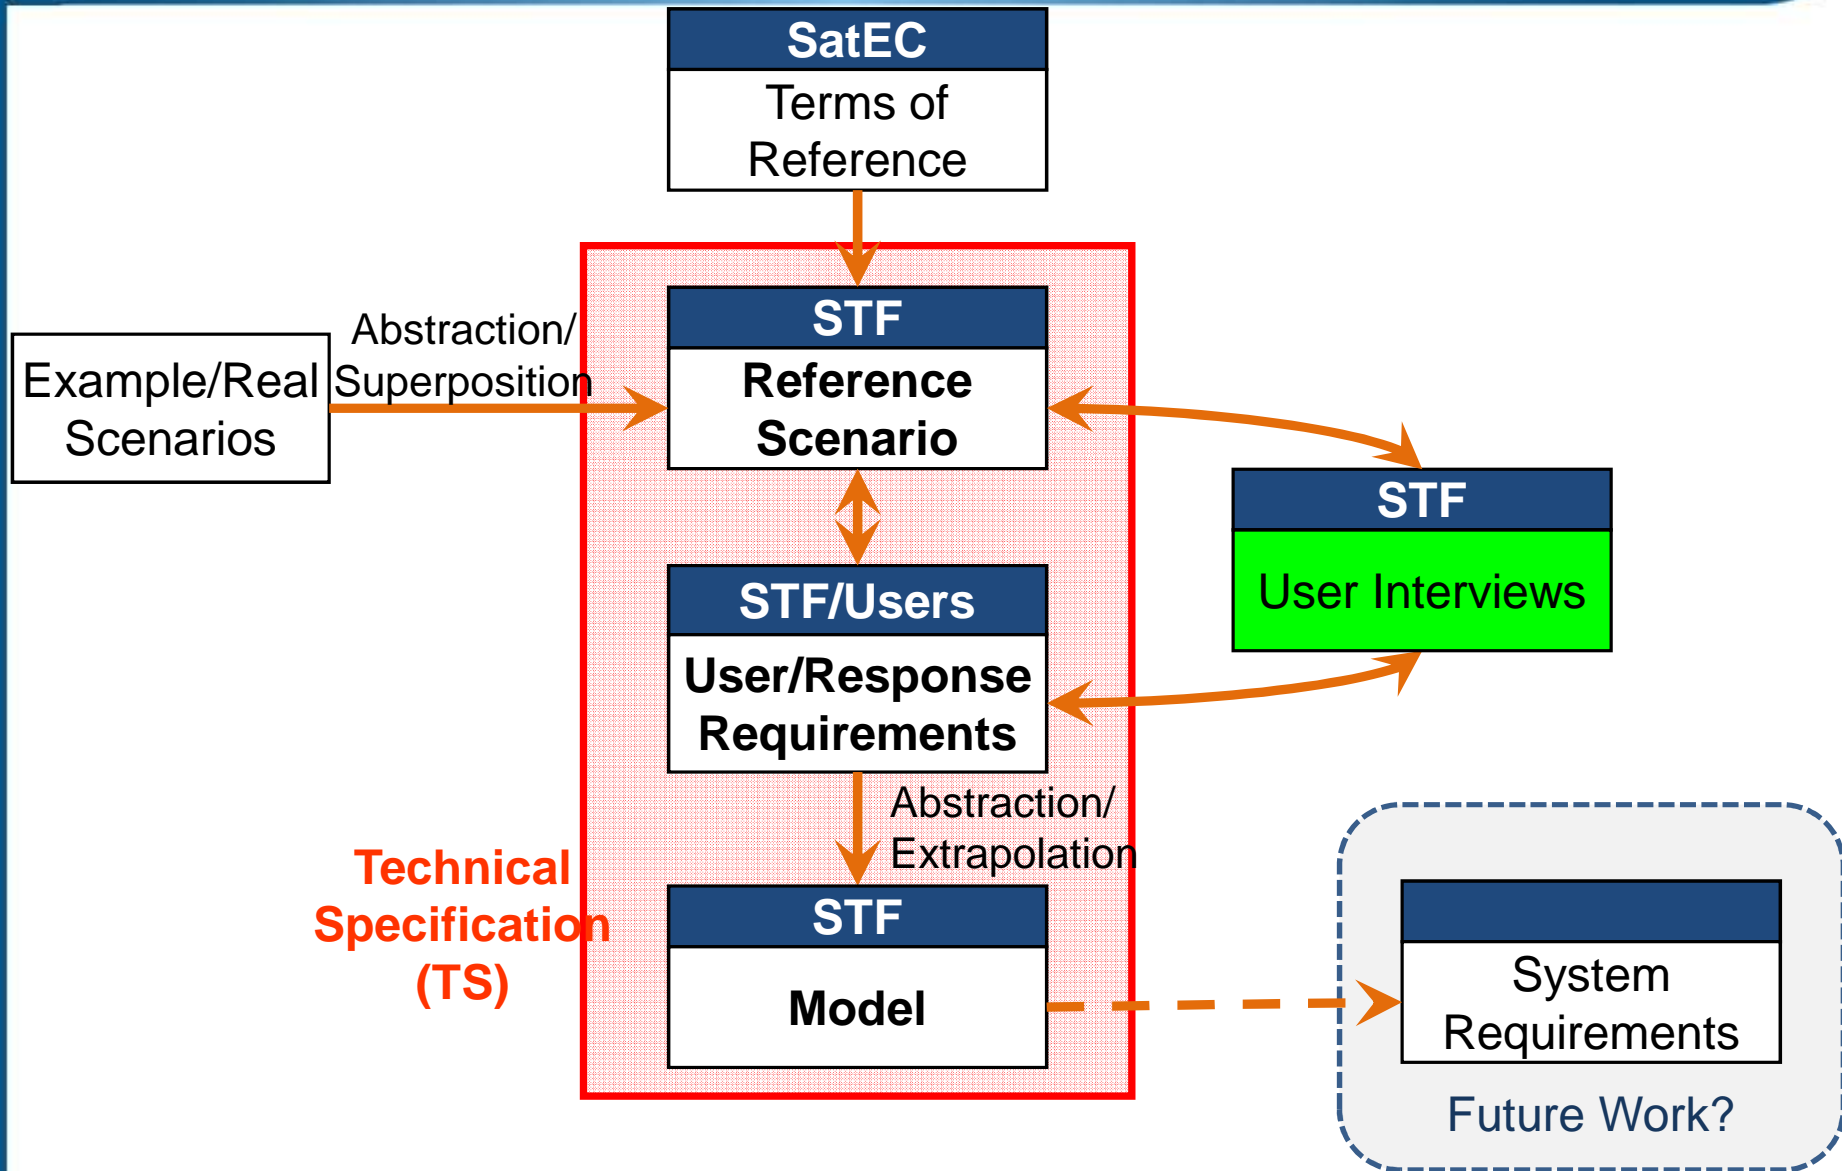 SatEC
Terms of
Reference
Example/Real
Scenarios
Abstraction/
Superposition
STF
Reference
Scenario
STF
User Interviews
STF/Users
User/Response
Requirements
Abstraction/
Extrapolation
Technical
Specification
(TS)
STF
Model
System
Requirements
Future Work?